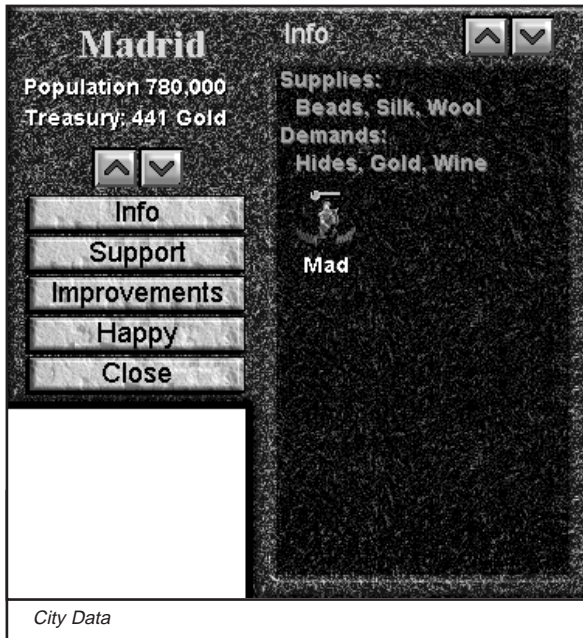 Madrid
Population 780,000
Treasury: 441 Gold
Info
Support
Improvements
Happy
Close
Info
Supplies:
Beads, Silk, Wool
Demands:
Hides, Gold, Wine
Mad
City Data